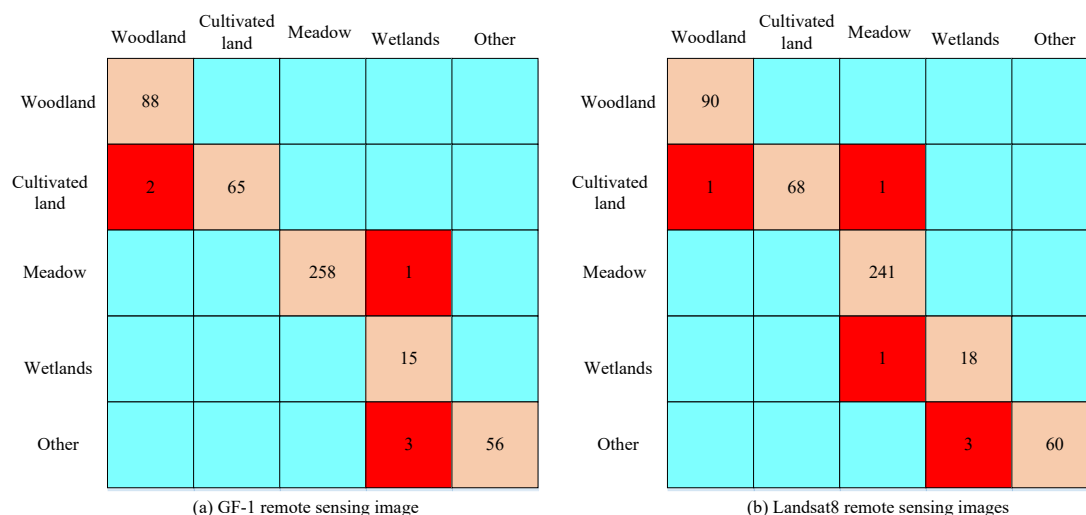 Woodland Cultivated land Meadow Wetlands Other
Woodland 88
Cultivated land 2 65
Meadow 258 1
Wetlands 15
Other 3 56
(a) GF-1 remote sensing image
Woodland Cultivated land Meadow Wetlands Other
Woodland 90
Cultivated land 1 68 1
Meadow 241
Wetlands 1 18
Other 3 60
(b) Landsat8 remote sensing images